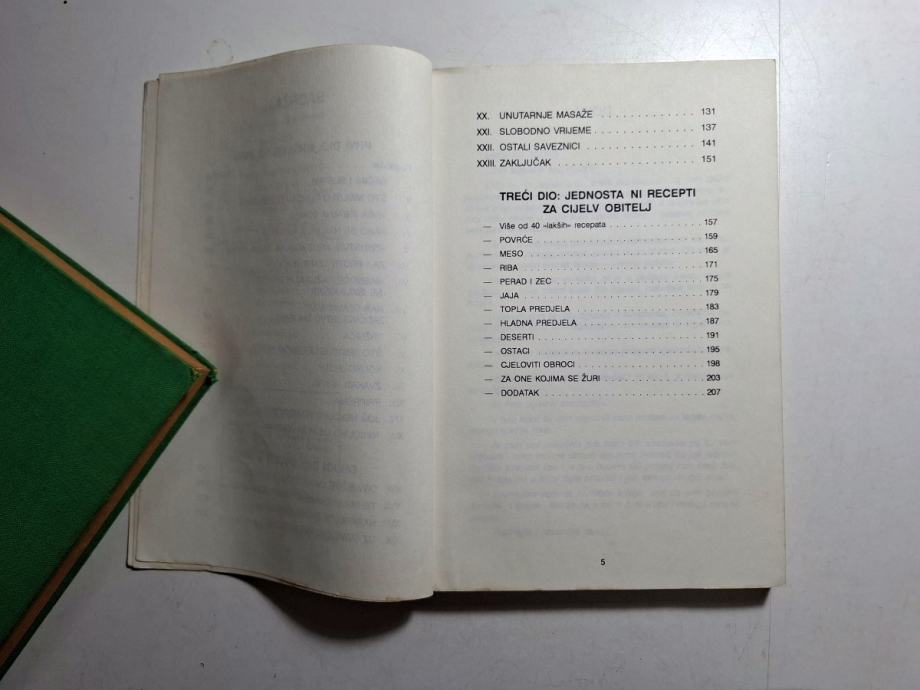 XX. UNUTARNJE MASAŽE . . . . . . . . . . . . 131
XXI. SLOBODNO VRIJEME . . . . . . . . . . . . 137
XXII. OSTALI SAVEZNICI . . . . . . . . . . . . 141
XXIII. ZAKLJUČAK . . . . . . . . . . . . 151
TREĆI DIO: JEDNOSTA NI RECEPTI
ZA CIJELV OBITELJ
— Više od 40 »lakših« recepata . . . . . . . . . . . . 157
— POVRĆE . . . . . . . . . . . . 159
— MESO . . . . . . . . . . . . 165
— RIBA . . . . . . . . . . . . 171
— PERAD I ZEC . . . . . . . . . . . . 175
— JAJA . . . . . . . . . . . . 179
— TOPLA PREDJELA . . . . . . . . . . . . 183
— HLADNA PREDJELA . . . . . . . . . . . . 187
— DESERTI . . . . . . . . . . . . 191
— OSTACI . . . . . . . . . . . . 195
— CJELOVITI OBROCI . . . . . . . . . . . . 198
— ZA ONE KOJIMA SE ŽURI . . . . . . . . . . . . 203
— DODATAK . . . . . . . . . . . . 207
5